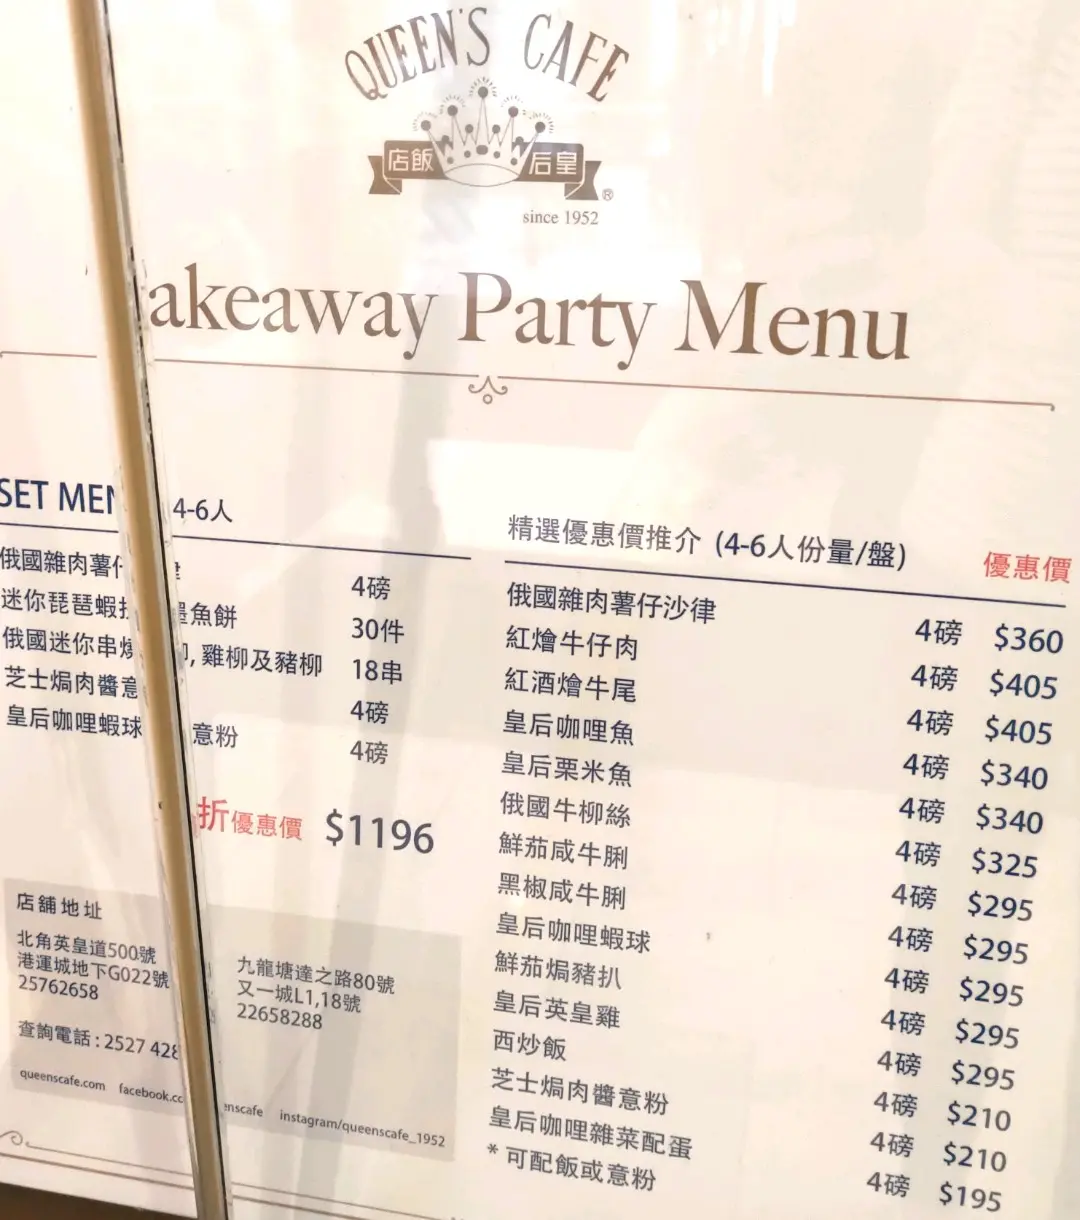 QUEEN'S CAFE
店飯 后皇
®
since 1952
akeaway Party Menu
SET MEN 4-6人
俄國雜肉薯仔 4磅
迷你琵琶蝦 墨魚餅 30件
俄國迷你串燒 , 雞柳及豬柳 18串
芝士焗肉醬意 4磅
皇后咖哩蝦球 意粉 4磅
折優惠價 $1196
店舖地址
北角英皇道500號
港運城地下G022號
25762658
九龍塘達之路80號
又一城L1,18號
22658288
查詢電話 : 2527 428
queenscafe.com facebook.cc enscafe instagram/queenscafe_1952
精選優惠價推介 (4-6人份量/盤) 優惠價
俄國雜肉薯仔沙律 4磅 $360
紅燴牛仔肉 4磅 $405
紅酒燴牛尾 4磅 $405
皇后咖哩魚 4磅 $340
皇后栗米魚 4磅 $340
俄國牛柳絲 4磅 $325
鮮茄咸牛脷 4磅 $295
黑椒咸牛脷 4磅 $295
皇后咖哩蝦球 4磅 $295
鮮茄焗豬扒 4磅 $295
皇后英皇雞 4磅 $295
西炒飯 4磅 $210
芝士焗肉醬意粉 4磅 $210
皇后咖哩雜菜配蛋 4磅 $195
* 可配飯或意粉